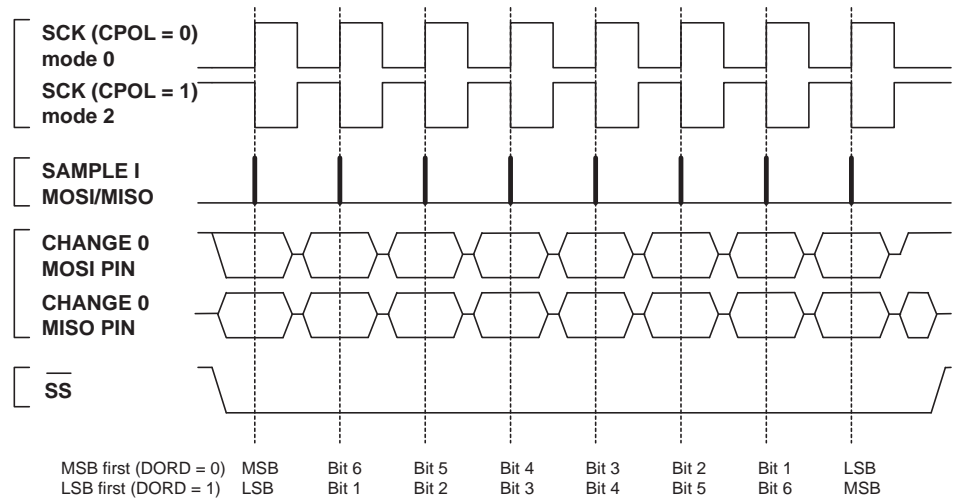 SCK (CPOL = 0)
mode 0
SCK (CPOL = 1)
mode 2
SAMPLE I
MOSI/MISO
CHANGE 0
MOSI PIN
CHANGE 0
MISO PIN
SS
MSB first (DORD = 0) MSB Bit 6 Bit 5 Bit 4 Bit 3 Bit 2 Bit 1 LSB
LSB first (DORD = 1) LSB Bit 1 Bit 2 Bit 3 Bit 4 Bit 5 Bit 6 MSB